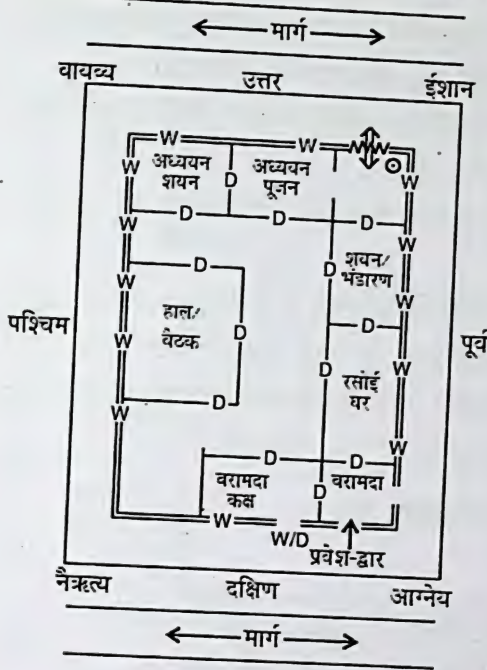 मार्ग
वायव्य उत्तर ईशान
W W W
W अध्ययन अध्ययन W
शयन D पूजन
W D D D W
D D शयन/
भंडारण W
W हाल/ D D
पश्चिम बैठक पूर्व
W रसोई W
D घर
W D W
D D
वरामदा वरामदा
कक्ष D
W W/D प्रवेश-द्वार
नैऋत्य दक्षिण आग्नेय
मार्ग